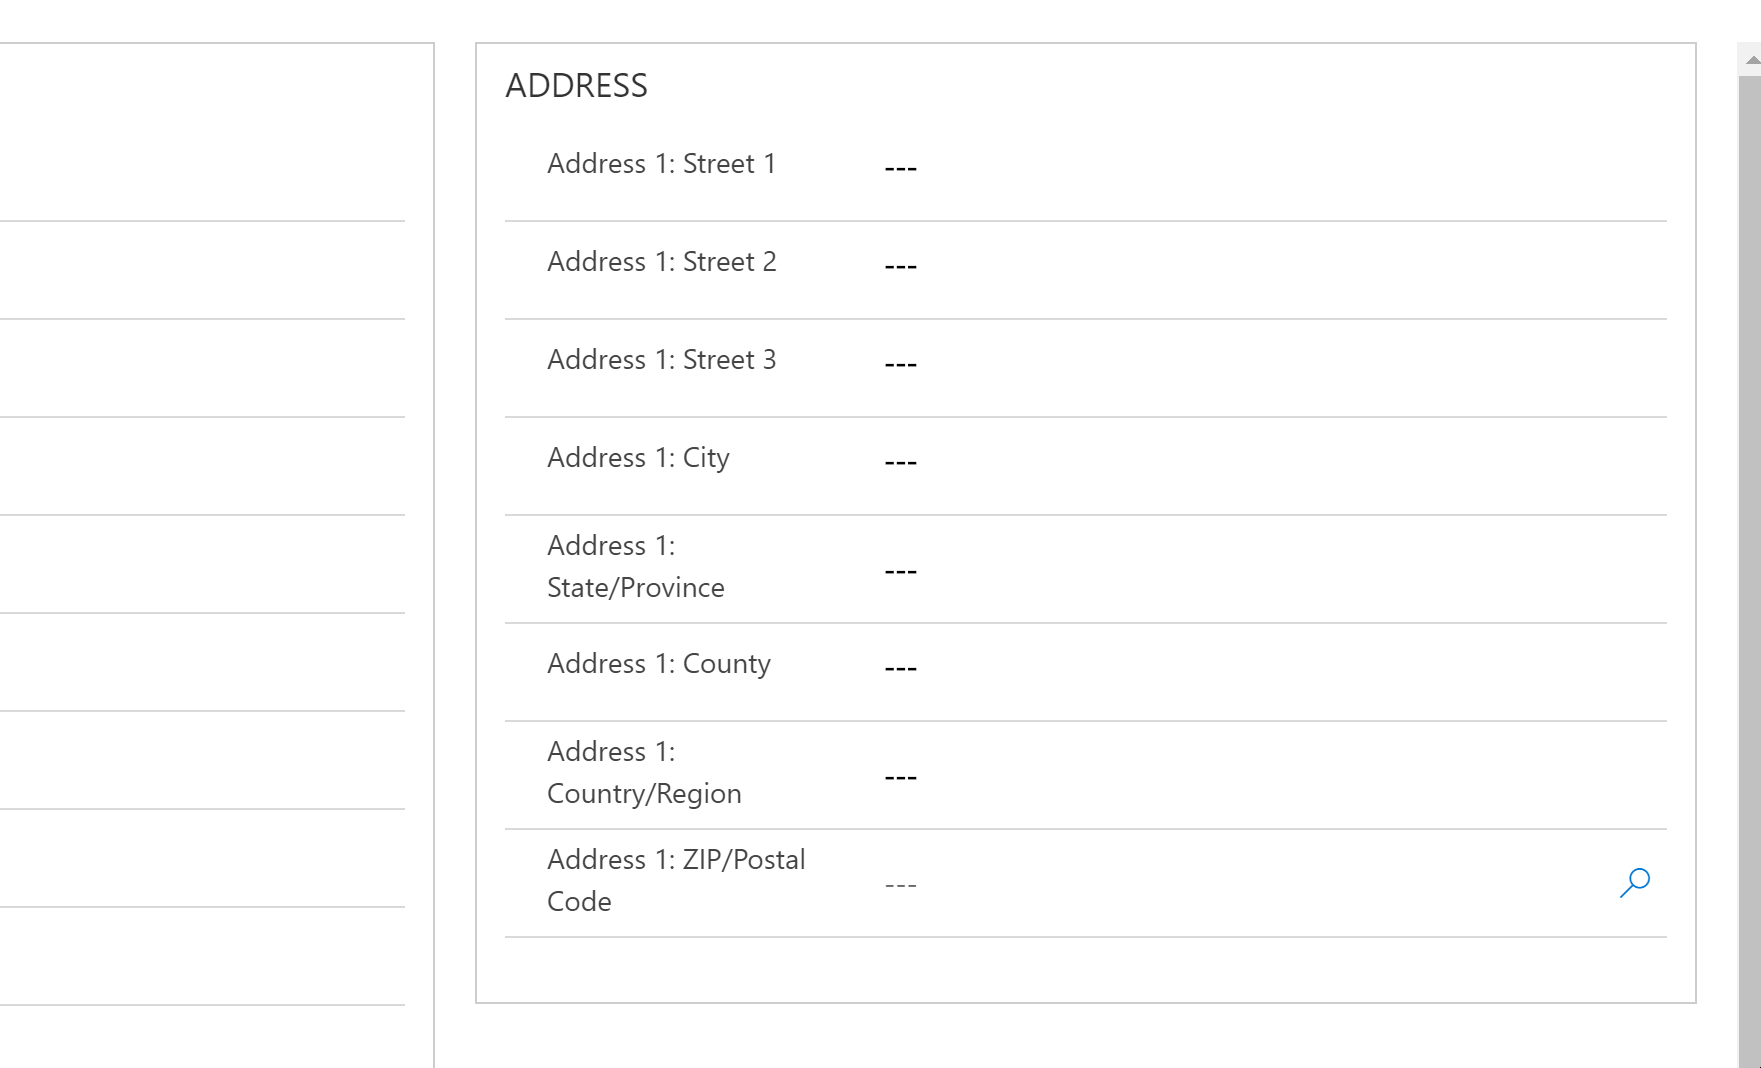 ADDRESS
Address 1: Street 1 ---
Address 1: Street 2 ---
Address 1: Street 3 ---
Address 1: City ---
Address 1:
State/Province ---
Address 1: County ---
Address 1:
Country/Region ---
Address 1: ZIP/Postal
Code ---